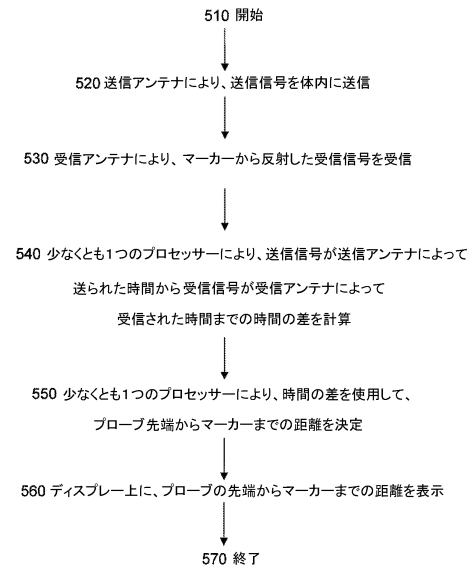 510 開始
520 送信アンテナにより、送信信号を体内に送信
530 受信アンテナにより、マーカーから反射した受信信号を受信
540 少なくとも1つのプロセッサーにより、送信信号が送信アンテナによって
送られた時間から受信信号が受信アンテナによって
受信された時間までの時間の差を計算
550 少なくとも1つのプロセッサーにより、時間の差を使用して、
プローブ先端からマーカーまでの距離を決定
560 ディスプレー上に、プローブの先端からマーカーまでの距離を表示
570 終了